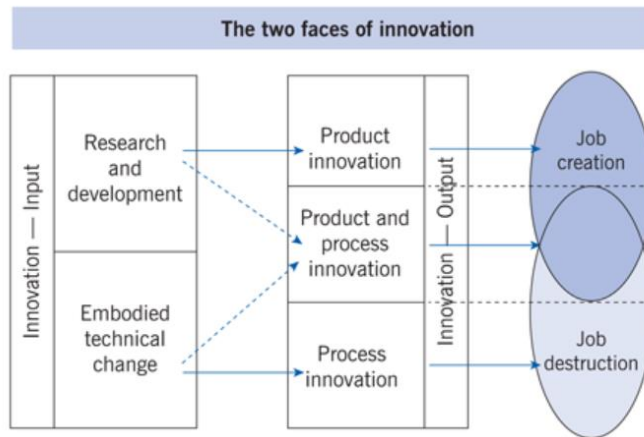 The two faces of innovation
Innovation — Input
Research
and
development
Embodied
technical
change
Product
innovation
Product and
process
innovation
Process
innovation
Innovation — Output
Job
creation
Job
destruction